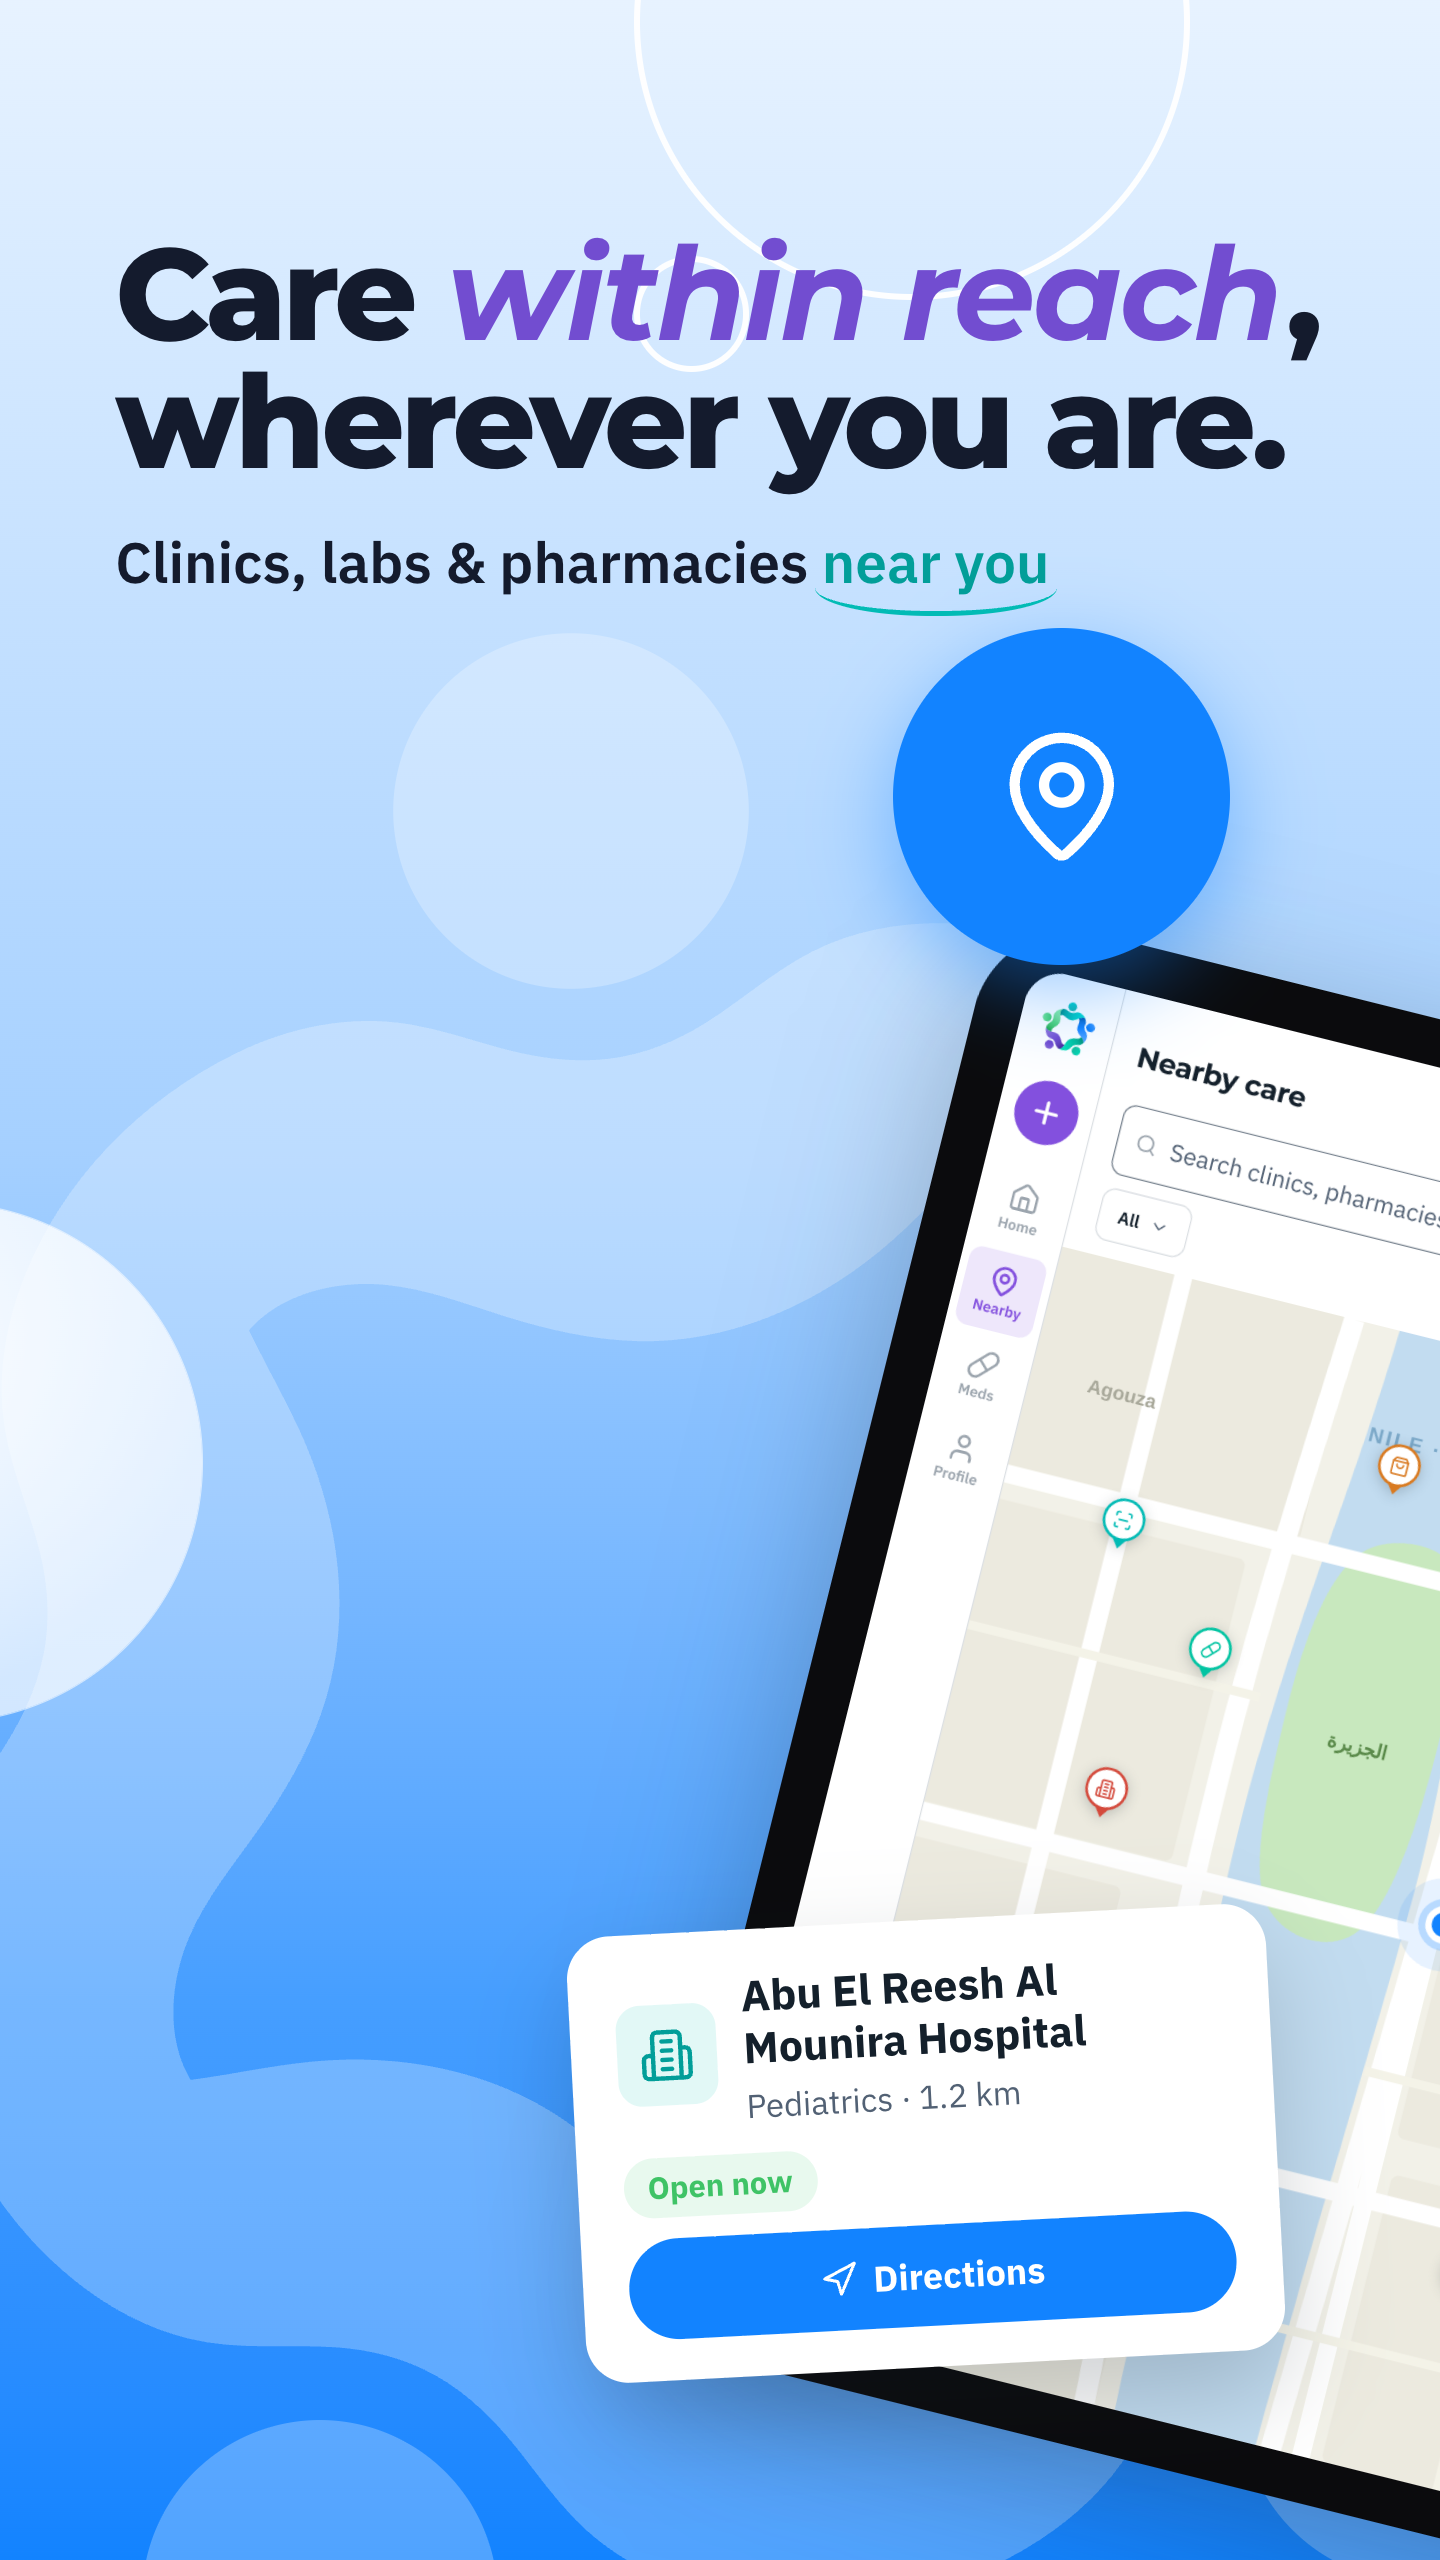 Care within reach,
wherever you are.
Clinics, labs & pharmacies near you
Nearby care
Search clinics, pharmacies
All
Home
Nearby
Meds
Profile
Agouza
NILE ·
الجزيرة
Abu El Reesh Al
Mounira Hospital
Pediatrics · 1.2 km
Open now
Directions